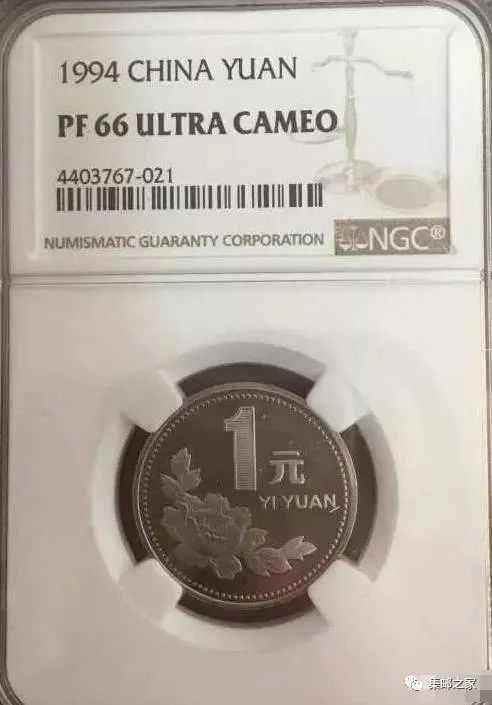 1994 CHINA YUAN
PF 66 ULTRA CAMEO
4403767-021
NUMISMATIC GUARANTY CORPORATION
NGC®
1元
YI YUAN
集邮之家